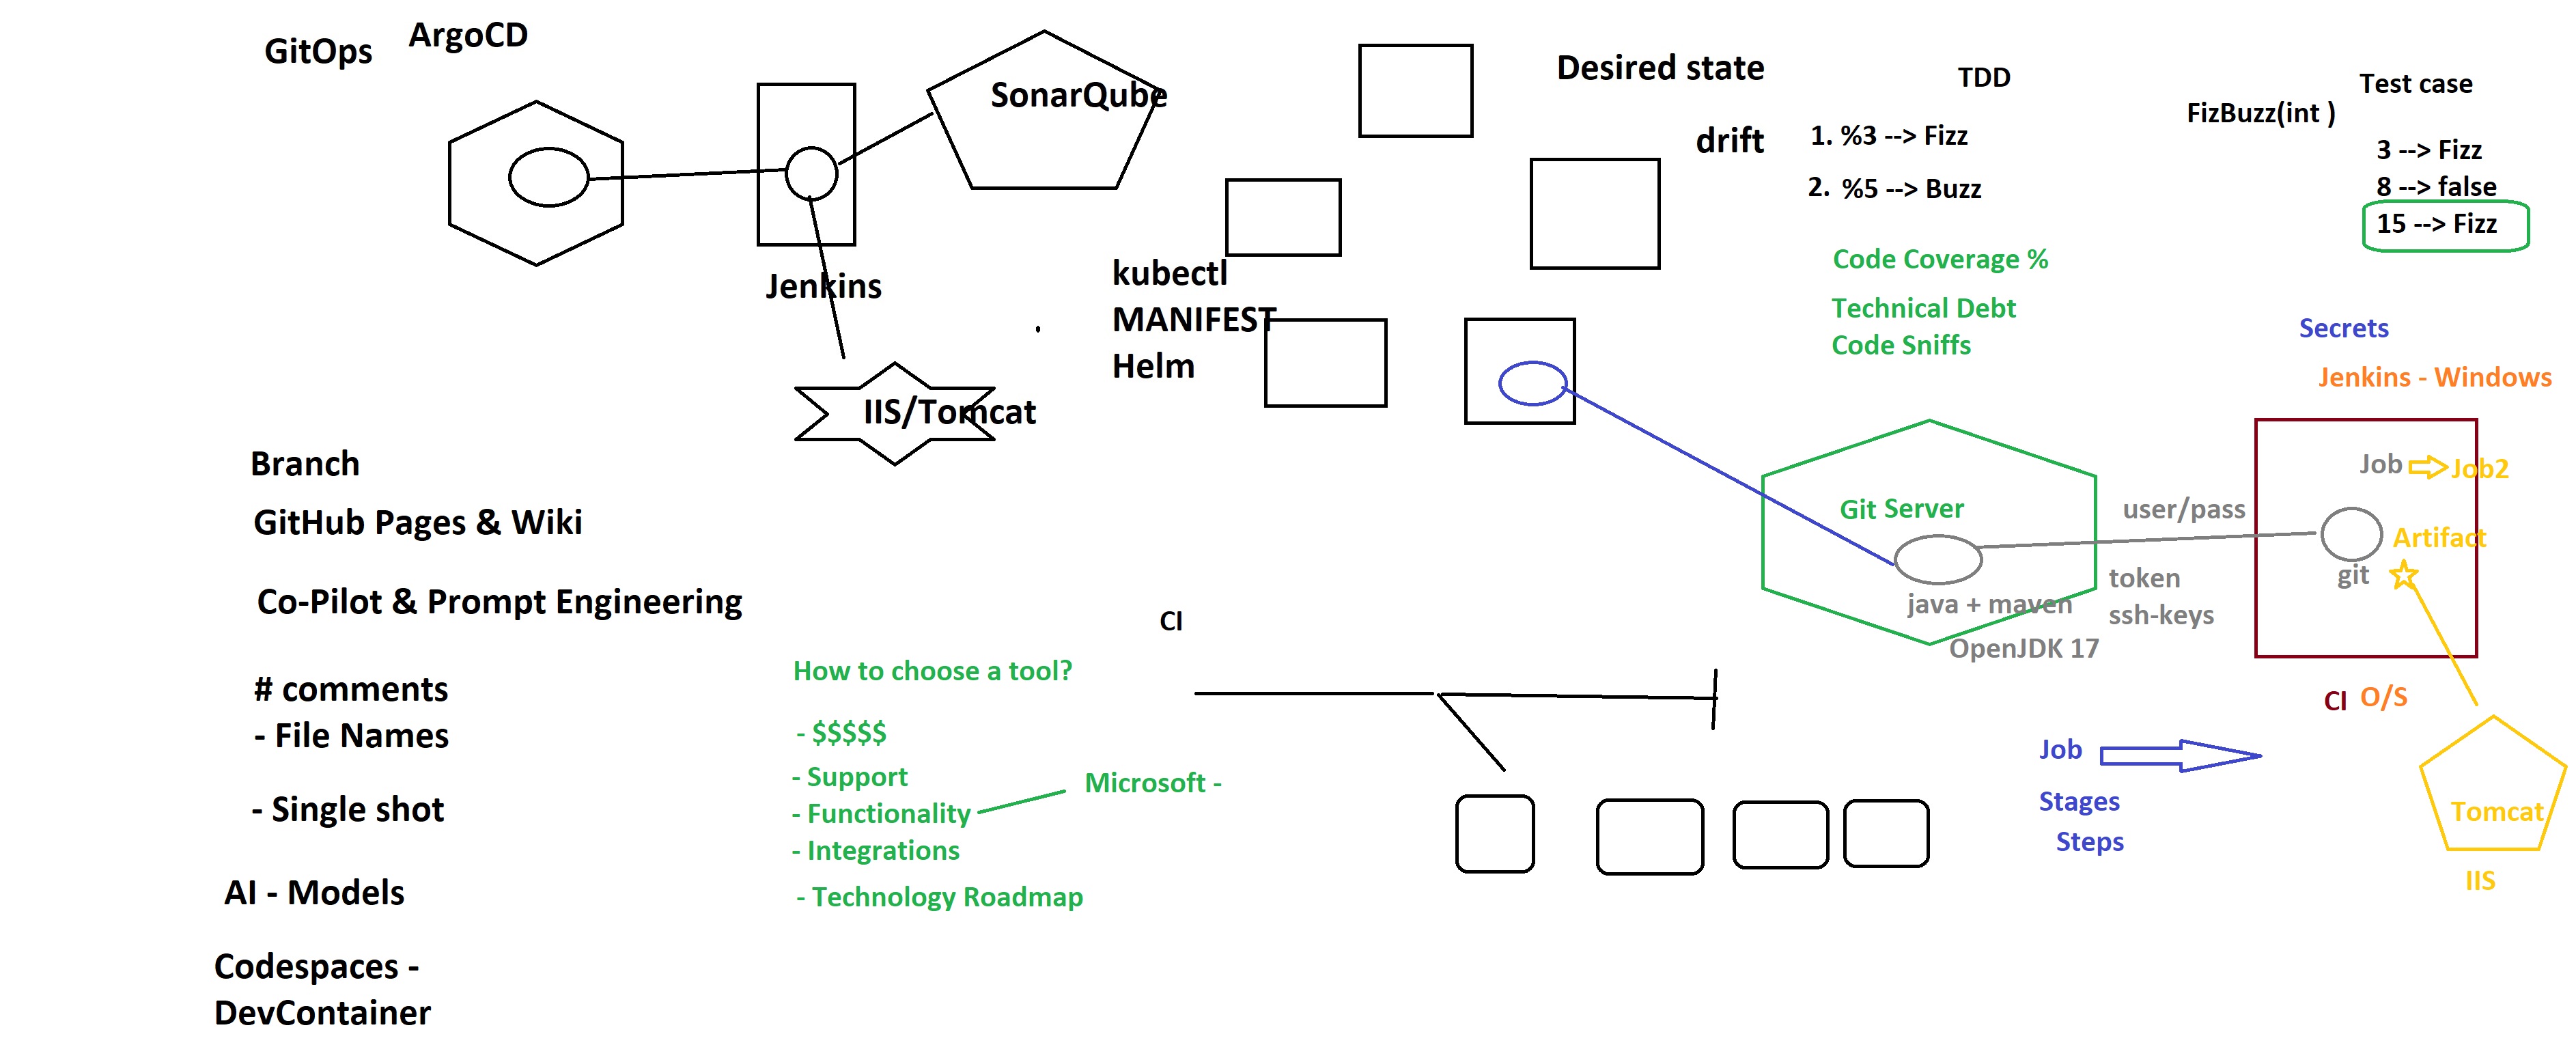 GitOps
ArgoCD
SonarQube
Jenkins
IIS/Tomcat
kubectl
MANIFEST
Helm
Desired state
drift
TDD
1. %3 --> Fizz
2. %5 --> Buzz
Code Coverage %
Technical Debt
Code Sniffs
FizBuzz(int )
Test case
3 --> Fizz
8 --> false
15 --> Fizz
Secrets
Jenkins - Windows
Job
Job2
Git Server
user/pass
Artifact
git
java + maven
token
ssh-keys
OpenJDK 17
CI
O/S
Job
Stages
Steps
Tomcat
IIS
Branch
GitHub Pages & Wiki
Co-Pilot & Prompt Engineering
# comments
- File Names
- Single shot
AI - Models
Codespaces -
DevContainer
CI
How to choose a tool?
- $$$$$
- Support
- Functionality
Microsoft -
- Integrations
- Technology Roadmap